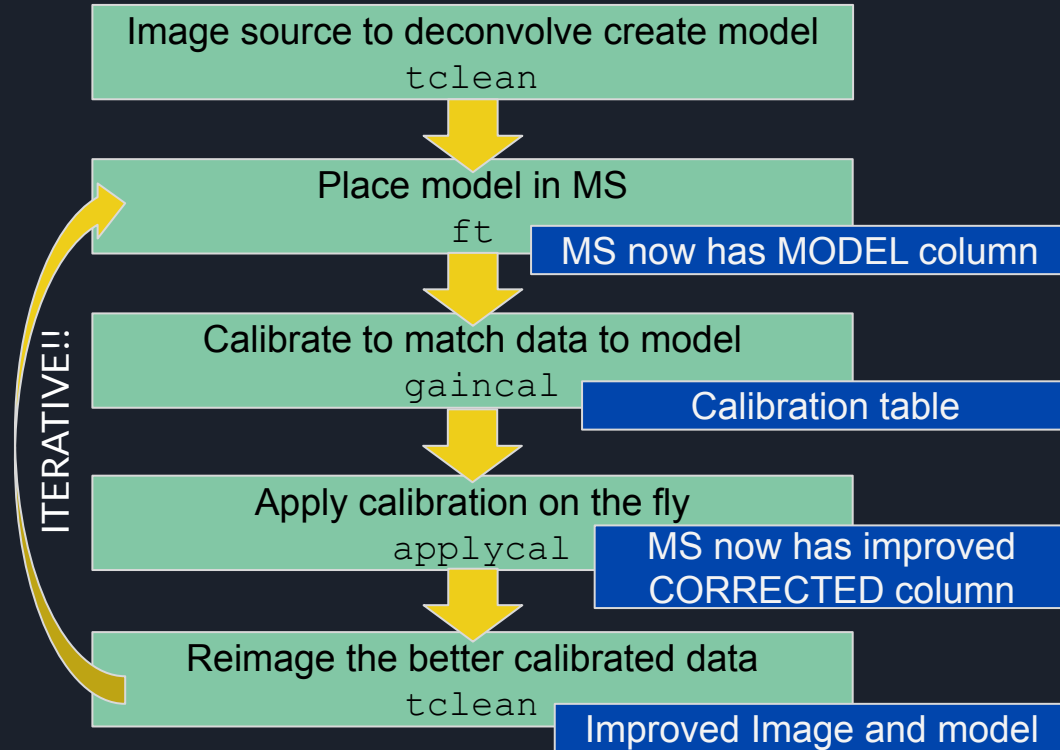 Image source to deconvolve create model
tclean
Place model in MS
ft
MS now has MODEL column
Calibrate to match data to model
gaincal
Calibration table
Apply calibration on the fly
applycal
MS now has improved
CORRECTED column
Reimage the better calibrated data
tclean
Improved Image and model
ITERATIVE!!